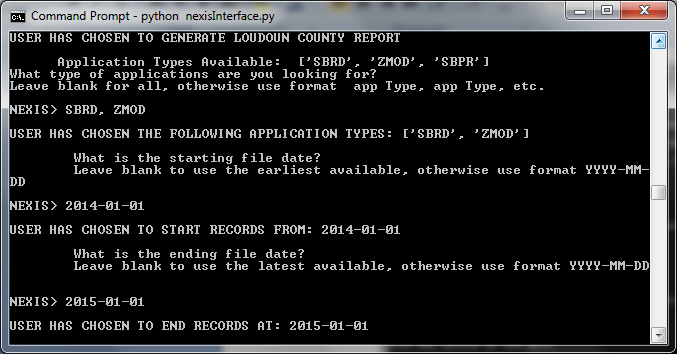 Command Prompt - python nexisInterface.py
USER HAS CHOSEN TO GENERATE LOUDOUN COUNTY REPORT
Application Types Available: ['SBRD', 'ZMOD', 'SBPR']
What type of applications are you looking for?
Leave blank for all, otherwise use format app Type, app Type, etc.
NEXIS> SBRD, ZMOD
USER HAS CHOSEN THE FOLLOWING APPLICATION TYPES: ['SBRD', 'ZMOD']
What is the starting file date?
Leave blank to use the earliest available, otherwise use format YYYY-MM-
DD
NEXIS> 2014-01-01
USER HAS CHOSEN TO START RECORDS FROM: 2014-01-01
What is the ending file date?
Leave blank to use the latest available, otherwise use format YYYY-MM-DD
NEXIS> 2015-01-01
USER HAS CHOSEN TO END RECORDS AT: 2015-01-01